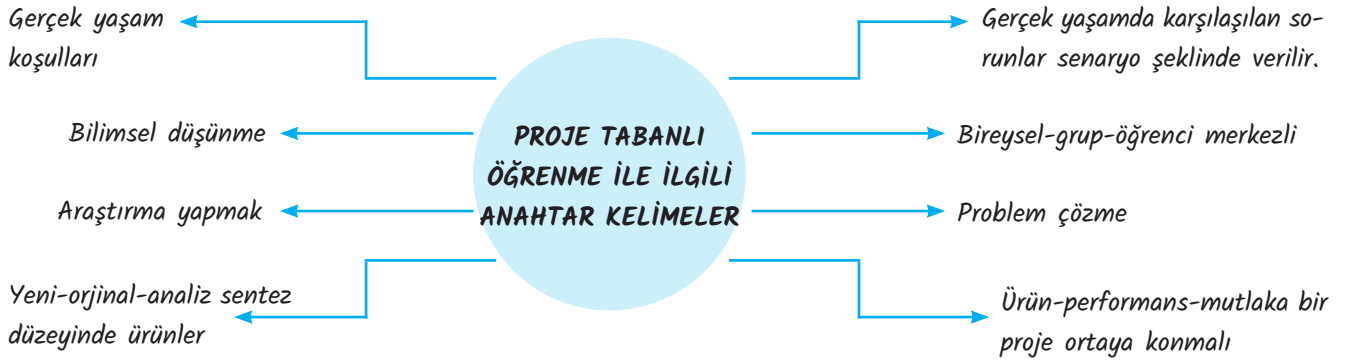 Gerçek yaşam
koşulları
Bilimsel düşünme
Araştırma yapmak
Yeni-orjinal-analiz sentez
düzeyinde ürünler
PROJE TABANLI
ÖĞRENME İLE İLGİLİ
ANAHTAR KELİMELER
Gerçek yaşamda karşılaşılan so-
runlar senaryo şeklinde verilir.
Bireysel-grup-öğrenci merkezli
Problem çözme
Ürün-performans-mutlaka bir
proje ortaya konmalı